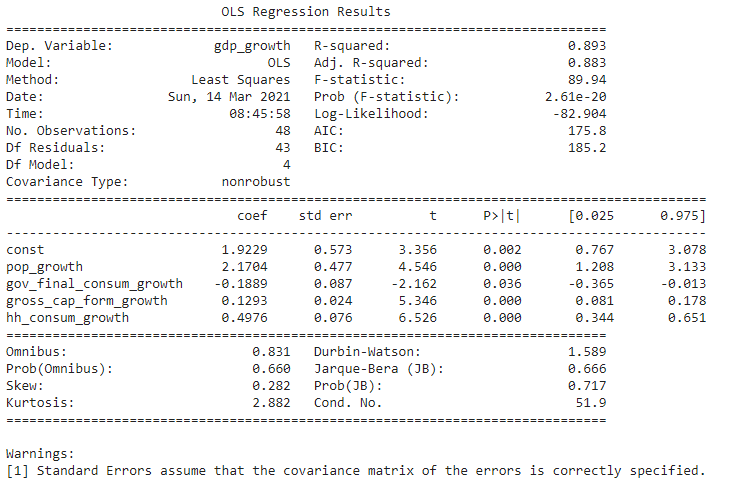 OLS Regression Results
==============================================================================
Dep. Variable: gdp_growth R-squared: 0.893
Model: OLS Adj. R-squared: 0.883
Method: Least Squares F-statistic: 89.94
Date: Sun, 14 Mar 2021 Prob (F-statistic): 2.61e-20
Time: 08:45:58 Log-Likelihood: -82.904
No. Observations: 48 AIC: 175.8
Df Residuals: 43 BIC: 185.2
Df Model: 4
Covariance Type: nonrobust
===========================================================================================
coef std err t P>|t| [0.025 0.975]
-------------------------------------------------------------------------------------------
const 1.9229 0.573 3.356 0.002 0.767 3.078
pop_growth 2.1704 0.477 4.546 0.000 1.208 3.133
gov_final_consum_growth -0.1889 0.087 -2.162 0.036 -0.365 -0.013
gross_cap_form_growth 0.1293 0.024 5.346 0.000 0.081 0.178
hh_consum_growth 0.4976 0.076 6.526 0.000 0.344 0.651
==============================================================================
Omnibus: 0.831 Durbin-Watson: 1.589
Prob(Omnibus): 0.660 Jarque-Bera (JB): 0.666
Skew: 0.282 Prob(JB): 0.717
Kurtosis: 2.882 Cond. No. 51.9
==============================================================================
Warnings:
[1] Standard Errors assume that the covariance matrix of the errors is correctly specified.